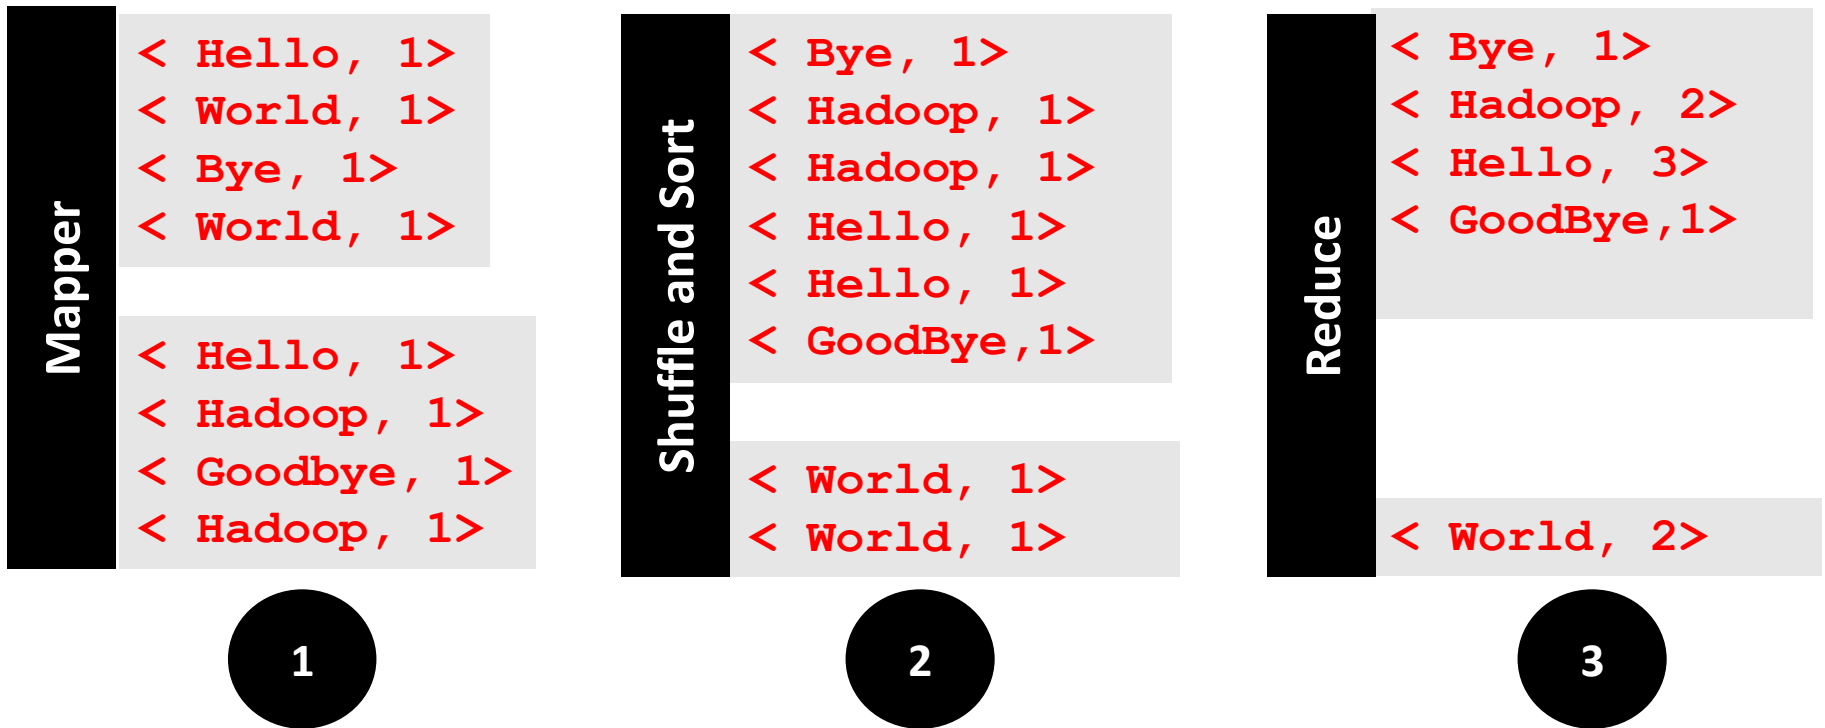 Mapper
< Hello, 1>
< World, 1>
< Bye, 1>
< World, 1>
< Hello, 1>
< Hadoop, 1>
< Goodbye, 1>
< Hadoop, 1>
1
Shuffle and Sort
< Bye, 1>
< Hadoop, 1>
< Hadoop, 1>
< Hello, 1>
< Hello, 1>
< GoodBye,1>
< World, 1>
< World, 1>
2
Reduce
< Bye, 1>
< Hadoop, 2>
< Hello, 3>
< GoodBye,1>
< World, 2>
3